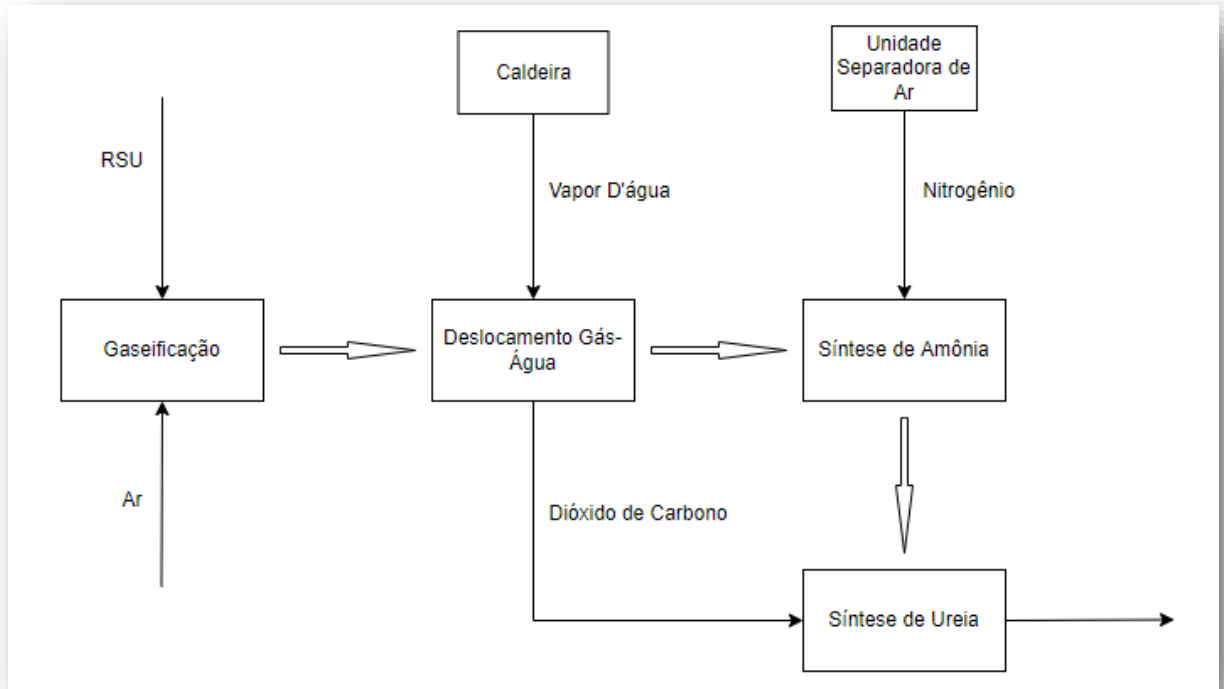 Caldeira
Unidade
Separadora de
Ar
RSU
Vapor D'água
Nitrogênio
Gaseificação
Deslocamento Gás-
Água
Síntese de Amônia
Ar
Dióxido de Carbono
Síntese de Ureia